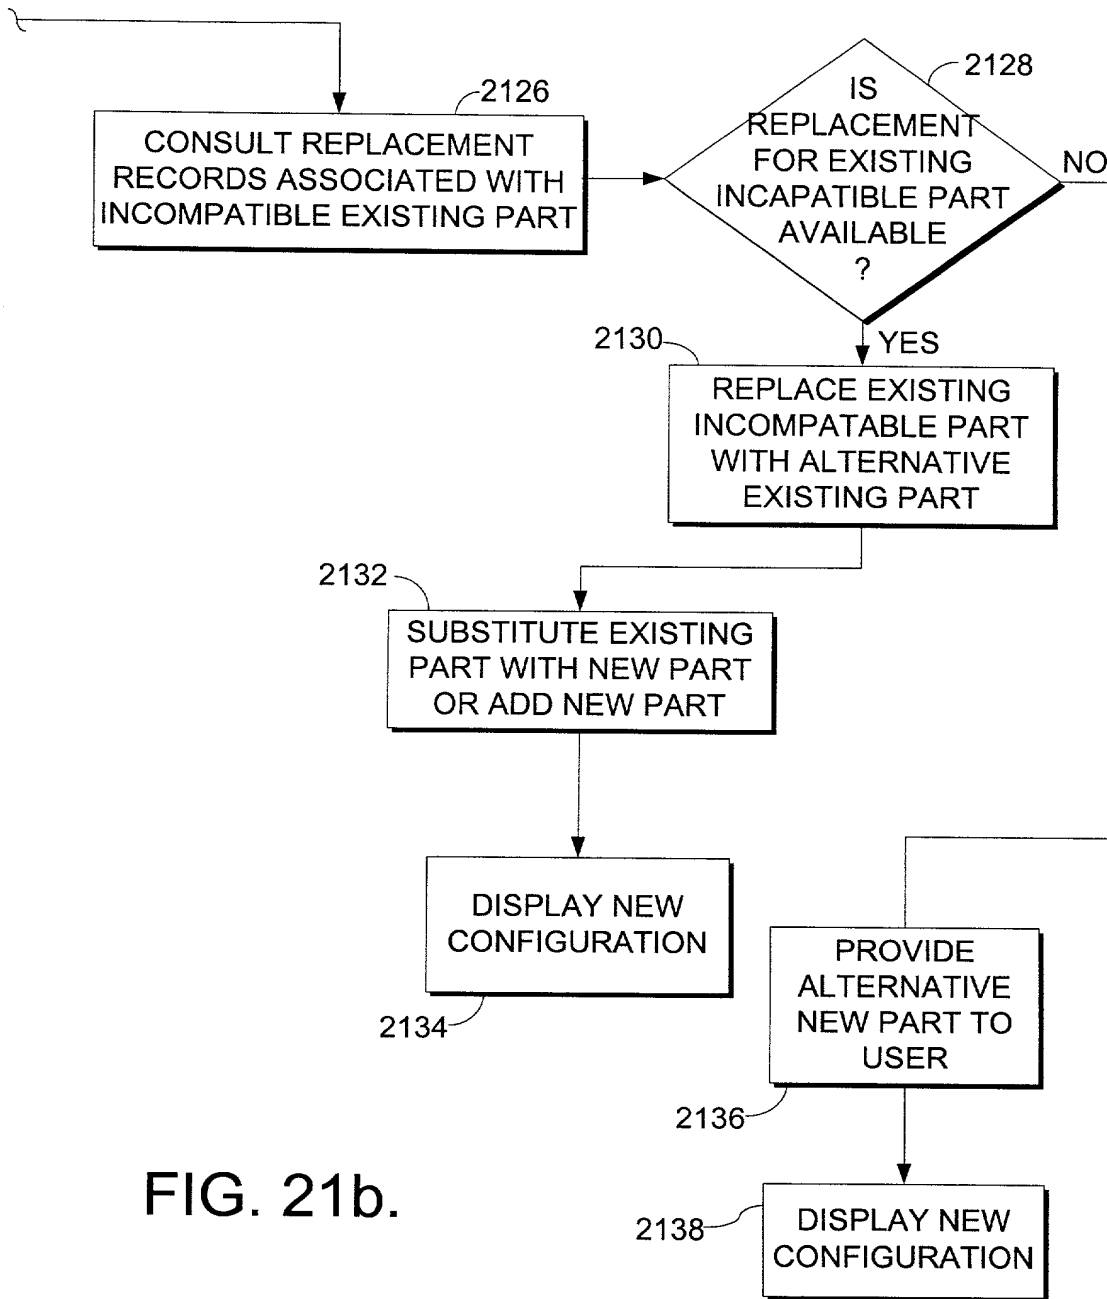 2126
CONSULT REPLACEMENT
RECORDS ASSOCIATED WITH
INCOMPATIBLE EXISTING PART
2128
IS
REPLACEMENT
FOR EXISTING
INCAPATIBLE PART
AVAILABLE
?
NO
YES
2130
REPLACE EXISTING
INCOMPATABLE PART
WITH ALTERNATIVE
EXISTING PART
2132
SUBSTITUTE EXISTING
PART WITH NEW PART
OR ADD NEW PART
DISPLAY NEW
CONFIGURATION
2134
PROVIDE
ALTERNATIVE
NEW PART TO
USER
2136
2138
DISPLAY NEW
CONFIGURATION
FIG. 21b.